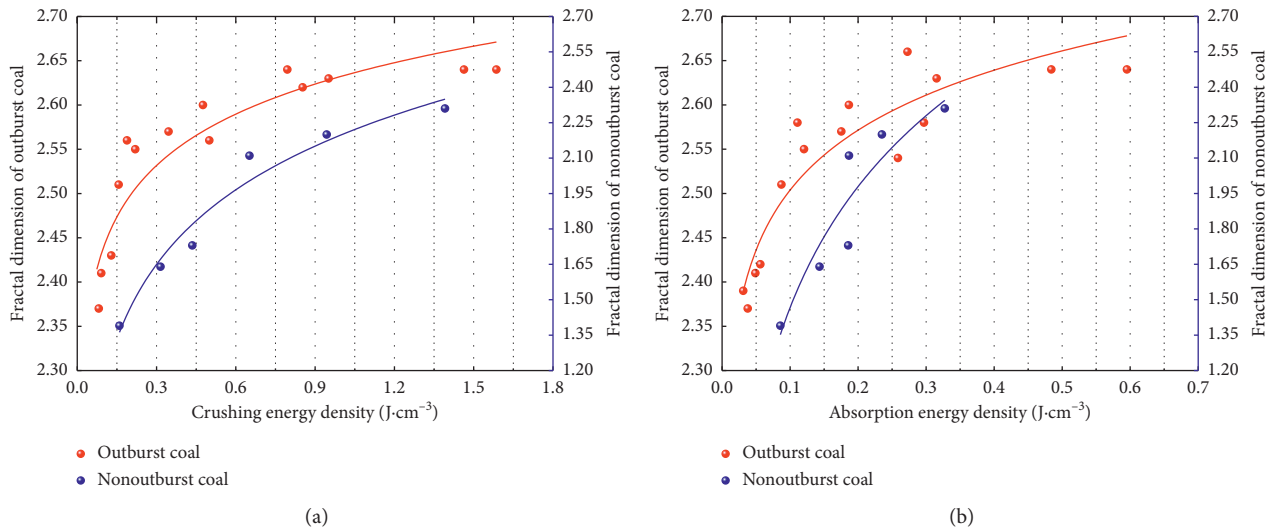 2.70
2.65
2.60
2.55
2.50
2.45
2.40
2.35
2.30
Fractal dimension of outburst coal
2.70
2.55
2.40
2.25
2.10
1.95
1.80
1.65
1.50
1.35
1.20
Fractal dimension of nonoutburst coal
0.0 0.3 0.6 0.9 1.2 1.5 1.8
Crushing energy density (J·cm⁻³)
Outburst coal
Nonoutburst coal
(a)
2.70
2.65
2.60
2.55
2.50
2.45
2.40
2.35
2.30
Fractal dimension of outburst coal
2.70
2.55
2.40
2.25
2.10
1.95
1.80
1.65
1.50
1.35
1.20
Fractal dimension of nonoutburst coal
0.0 0.1 0.2 0.3 0.4 0.5 0.6 0.7
Absorption energy density (J·cm⁻³)
Outburst coal
Nonoutburst coal
(b)